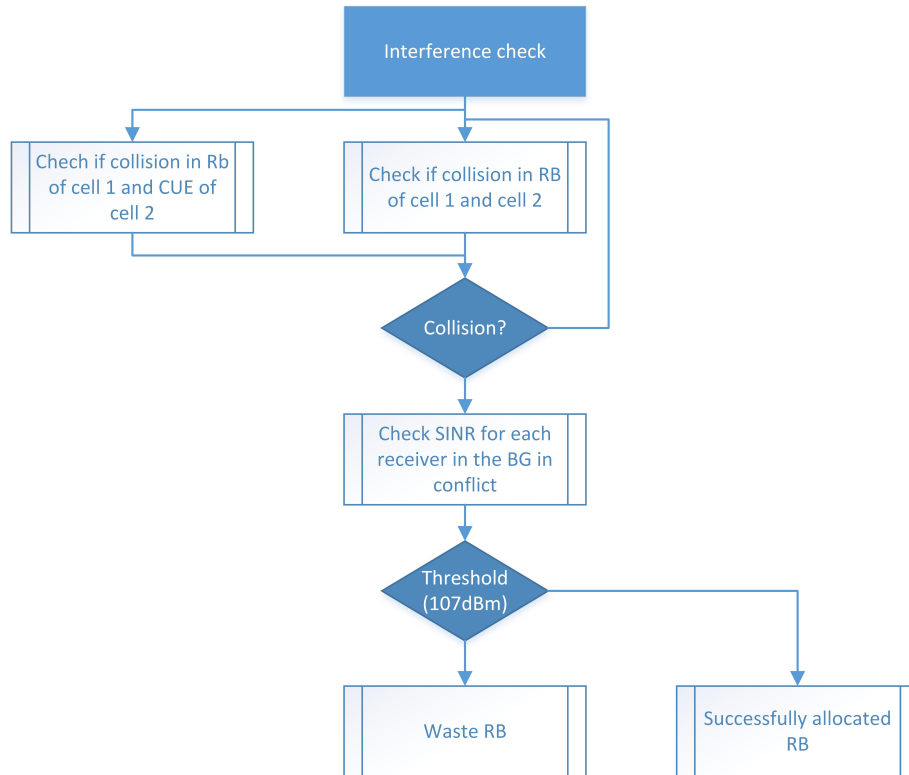 Interference check
Chech if collision in Rb
of cell 1 and CUE of
cell 2
Check if collision in RB
of cell 1 and cell 2
Collision?
Check SINR for each
receiver in the BG in
conflict
Threshold
(107dBm)
Waste RB
Successfully allocated
RB